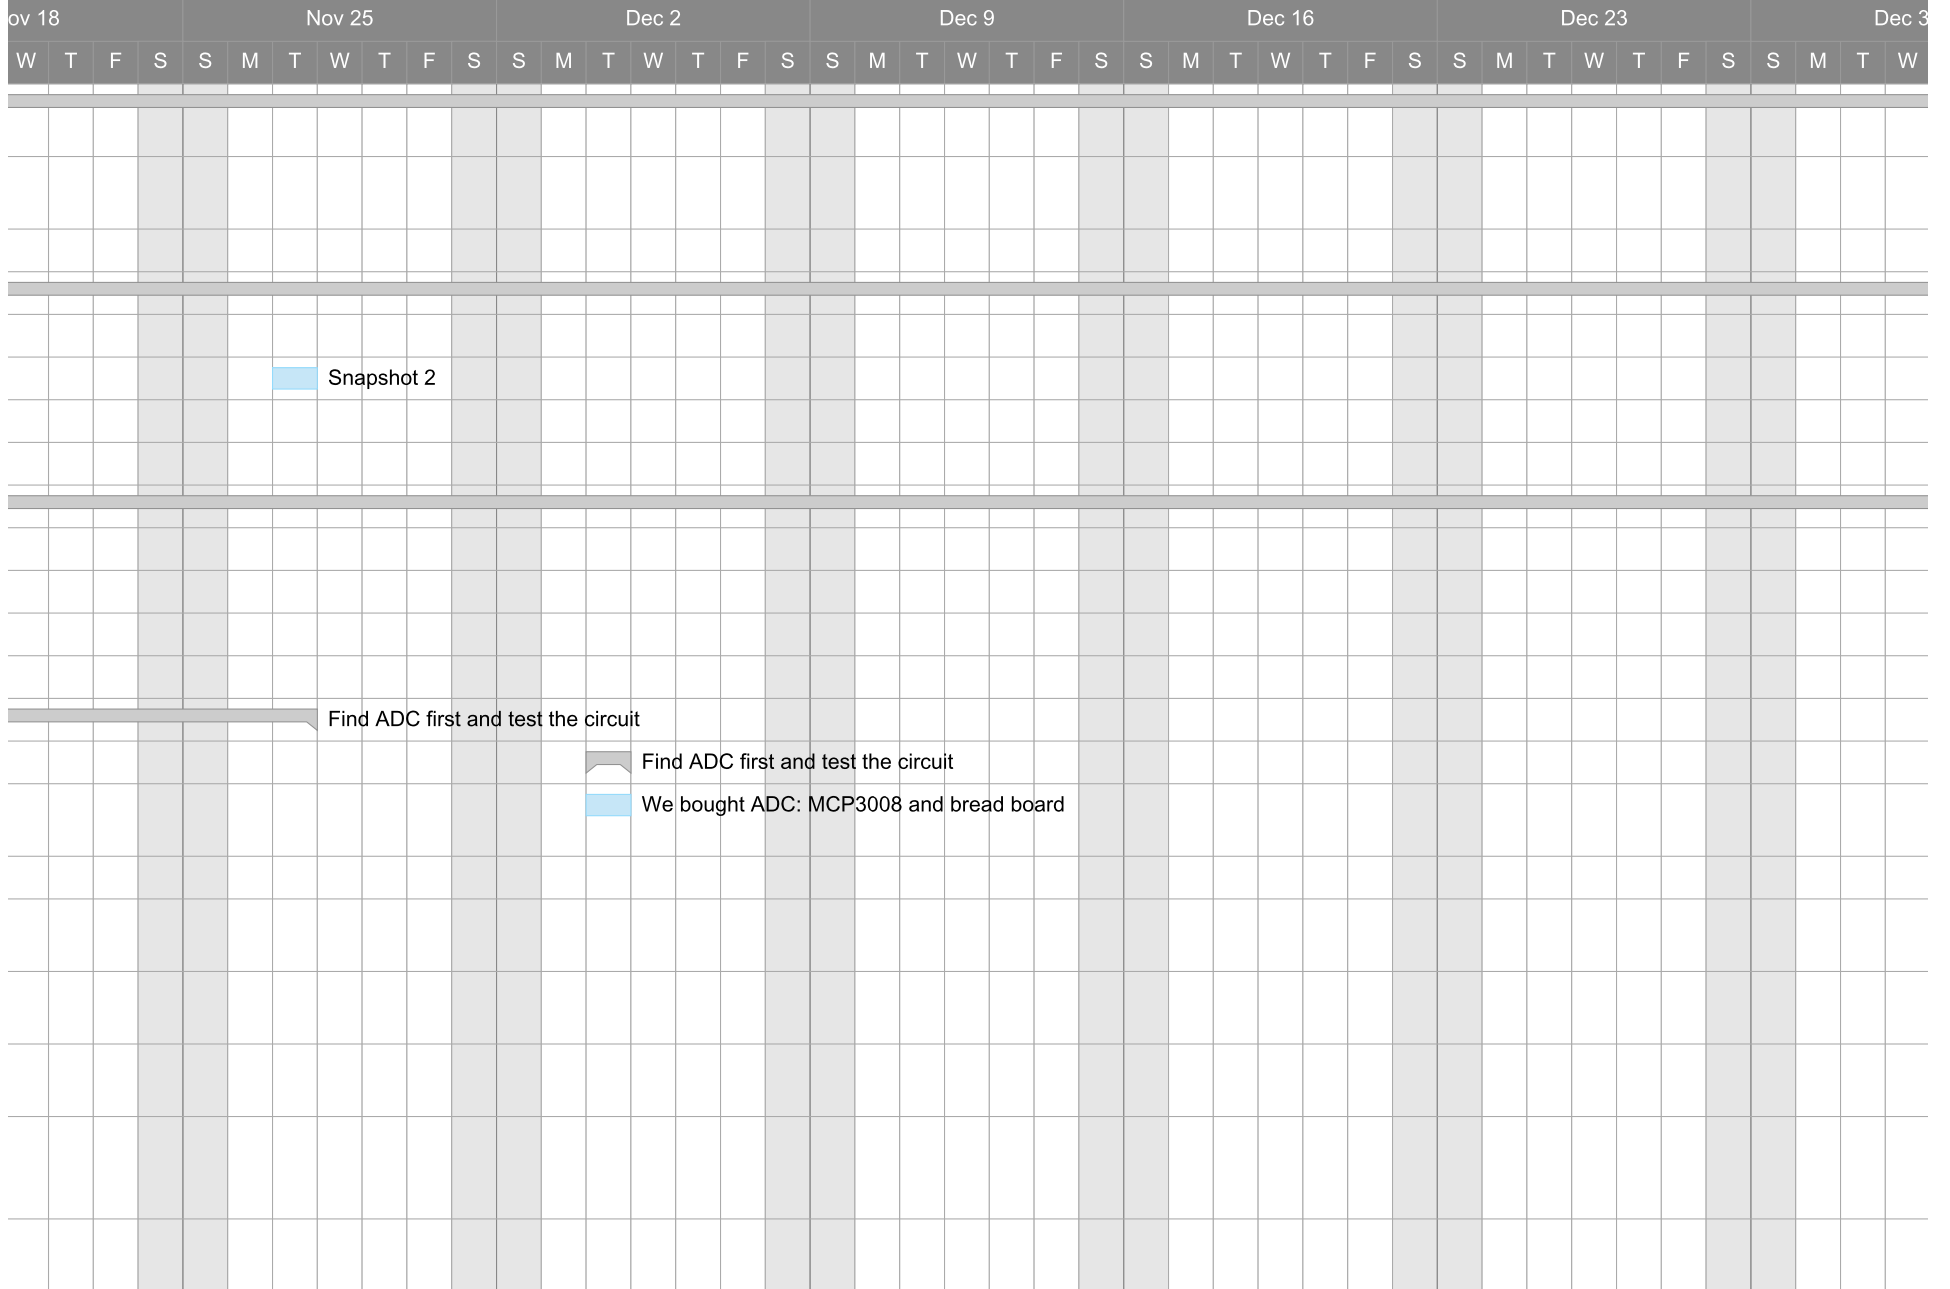 ov 18 Nov 25 Dec 2 Dec 9 Dec 16 Dec 23 Dec 3
W T F S S M T W T F S S M T W T F S S M T W T F S S M T W T F S S M T W T F S S M T W
Snapshot 2
Find ADC first and test the circuit
Find ADC first and test the circuit
We bought ADC: MCP3008 and bread board